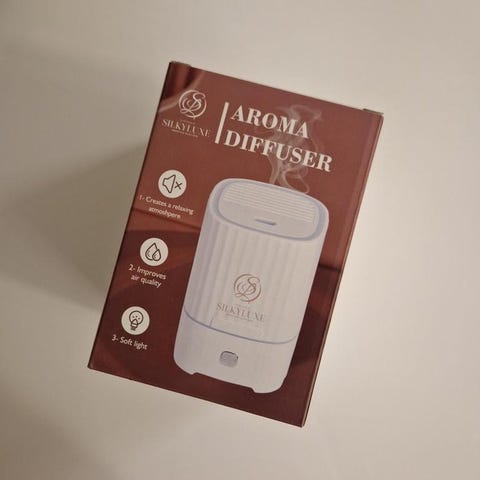 SILKYLUXE
AROMA
DIFFUSER
1- Creates a relaxing
atmoshpere
2- Improves
air quality
3- Soft light
SILKYLUXE